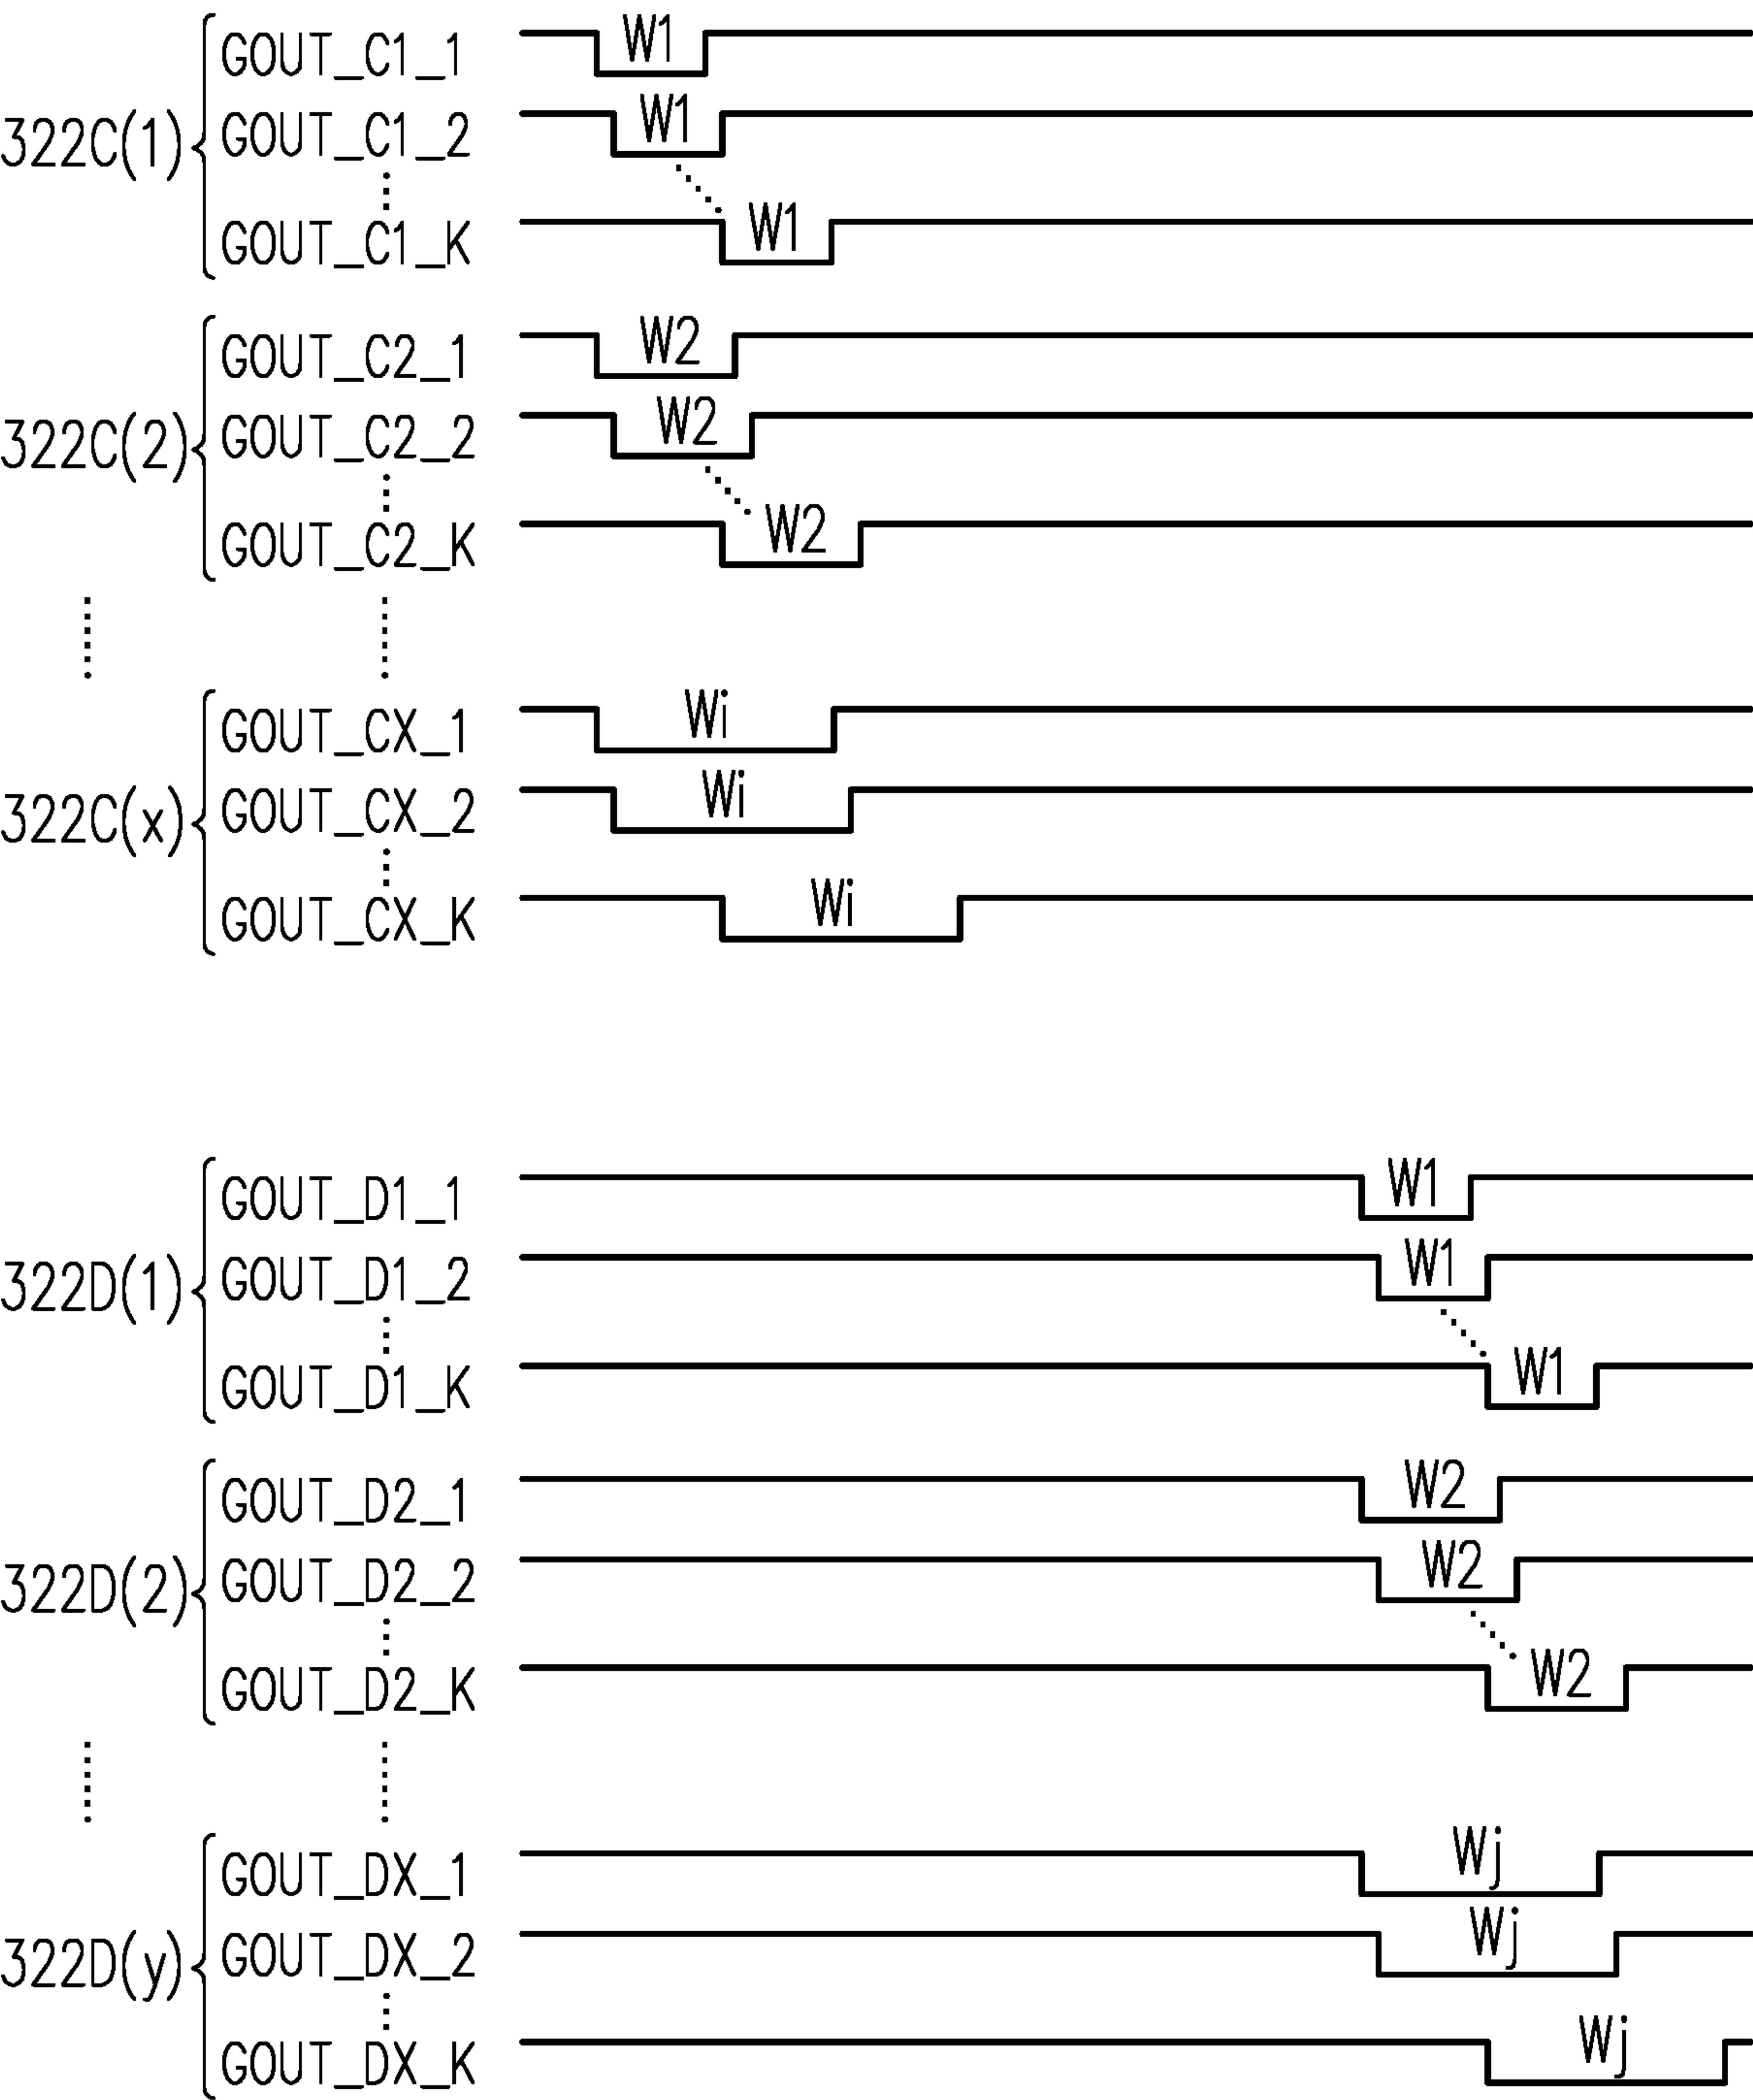 GOUT_C1_1 W1
322C(1) GOUT_C1_2 W1
GOUT_C1_K W1
GOUT_C2_1 W2
322C(2) GOUT_C2_2 W2
GOUT_C2_K W2
GOUT_CX_1 Wi
322C(x) GOUT_CX_2 Wi
GOUT_CX_K Wi
GOUT_D1_1 W1
322D(1) GOUT_D1_2 W1
GOUT_D1_K W1
GOUT_D2_1 W2
322D(2) GOUT_D2_2 W2
GOUT_D2_K W2
GOUT_DX_1 Wj
322D(y) GOUT_DX_2 Wj
GOUT_DX_K Wj